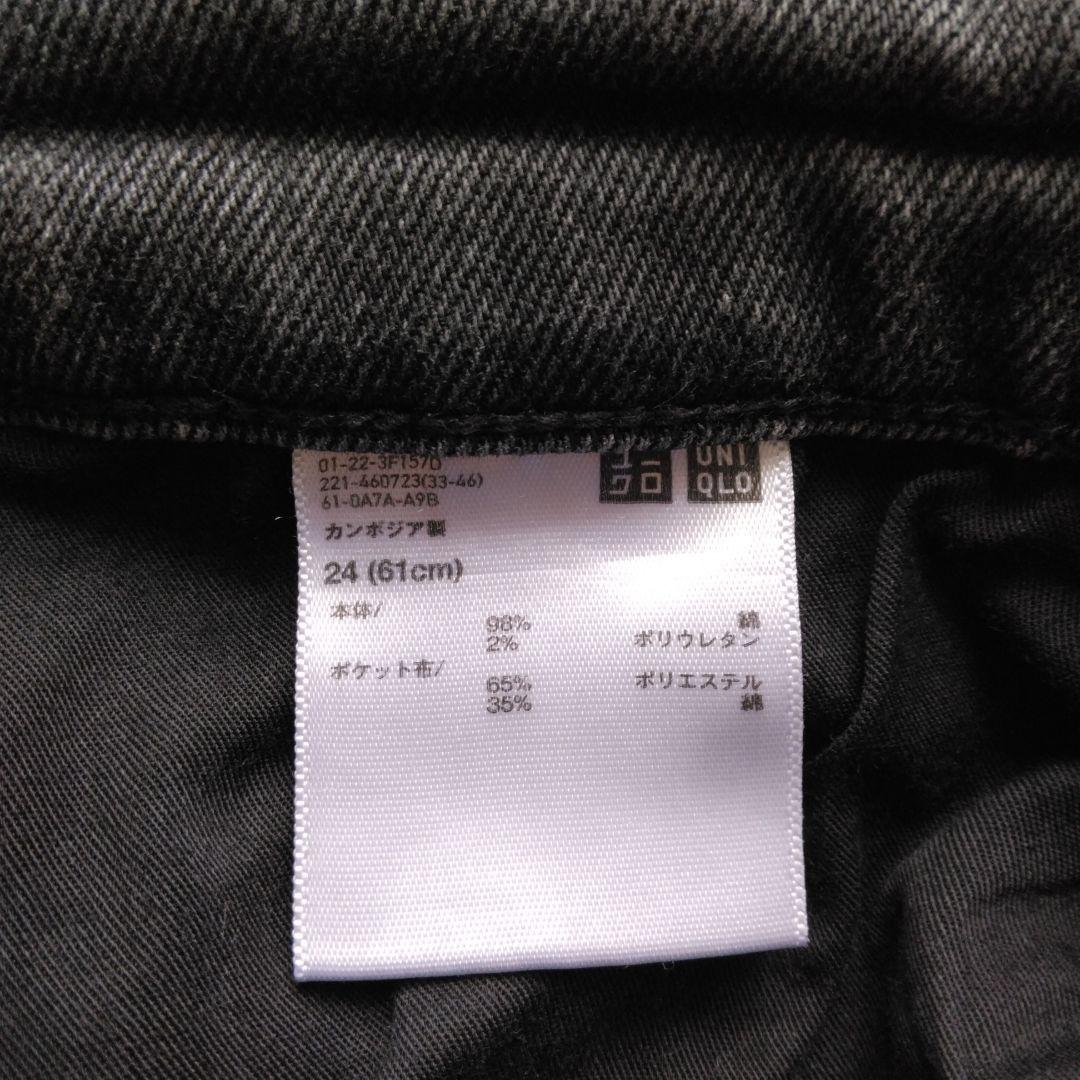 01-22-3F157D
221-460723(33-46)
61-0A7A-A9B
ユニ
クロ
UNI
QLO
カンボジア製
24 (61cm)
本体/
98% 綿
2% ポリウレタン
ポケット布/
65% ポリエステル
35% 綿